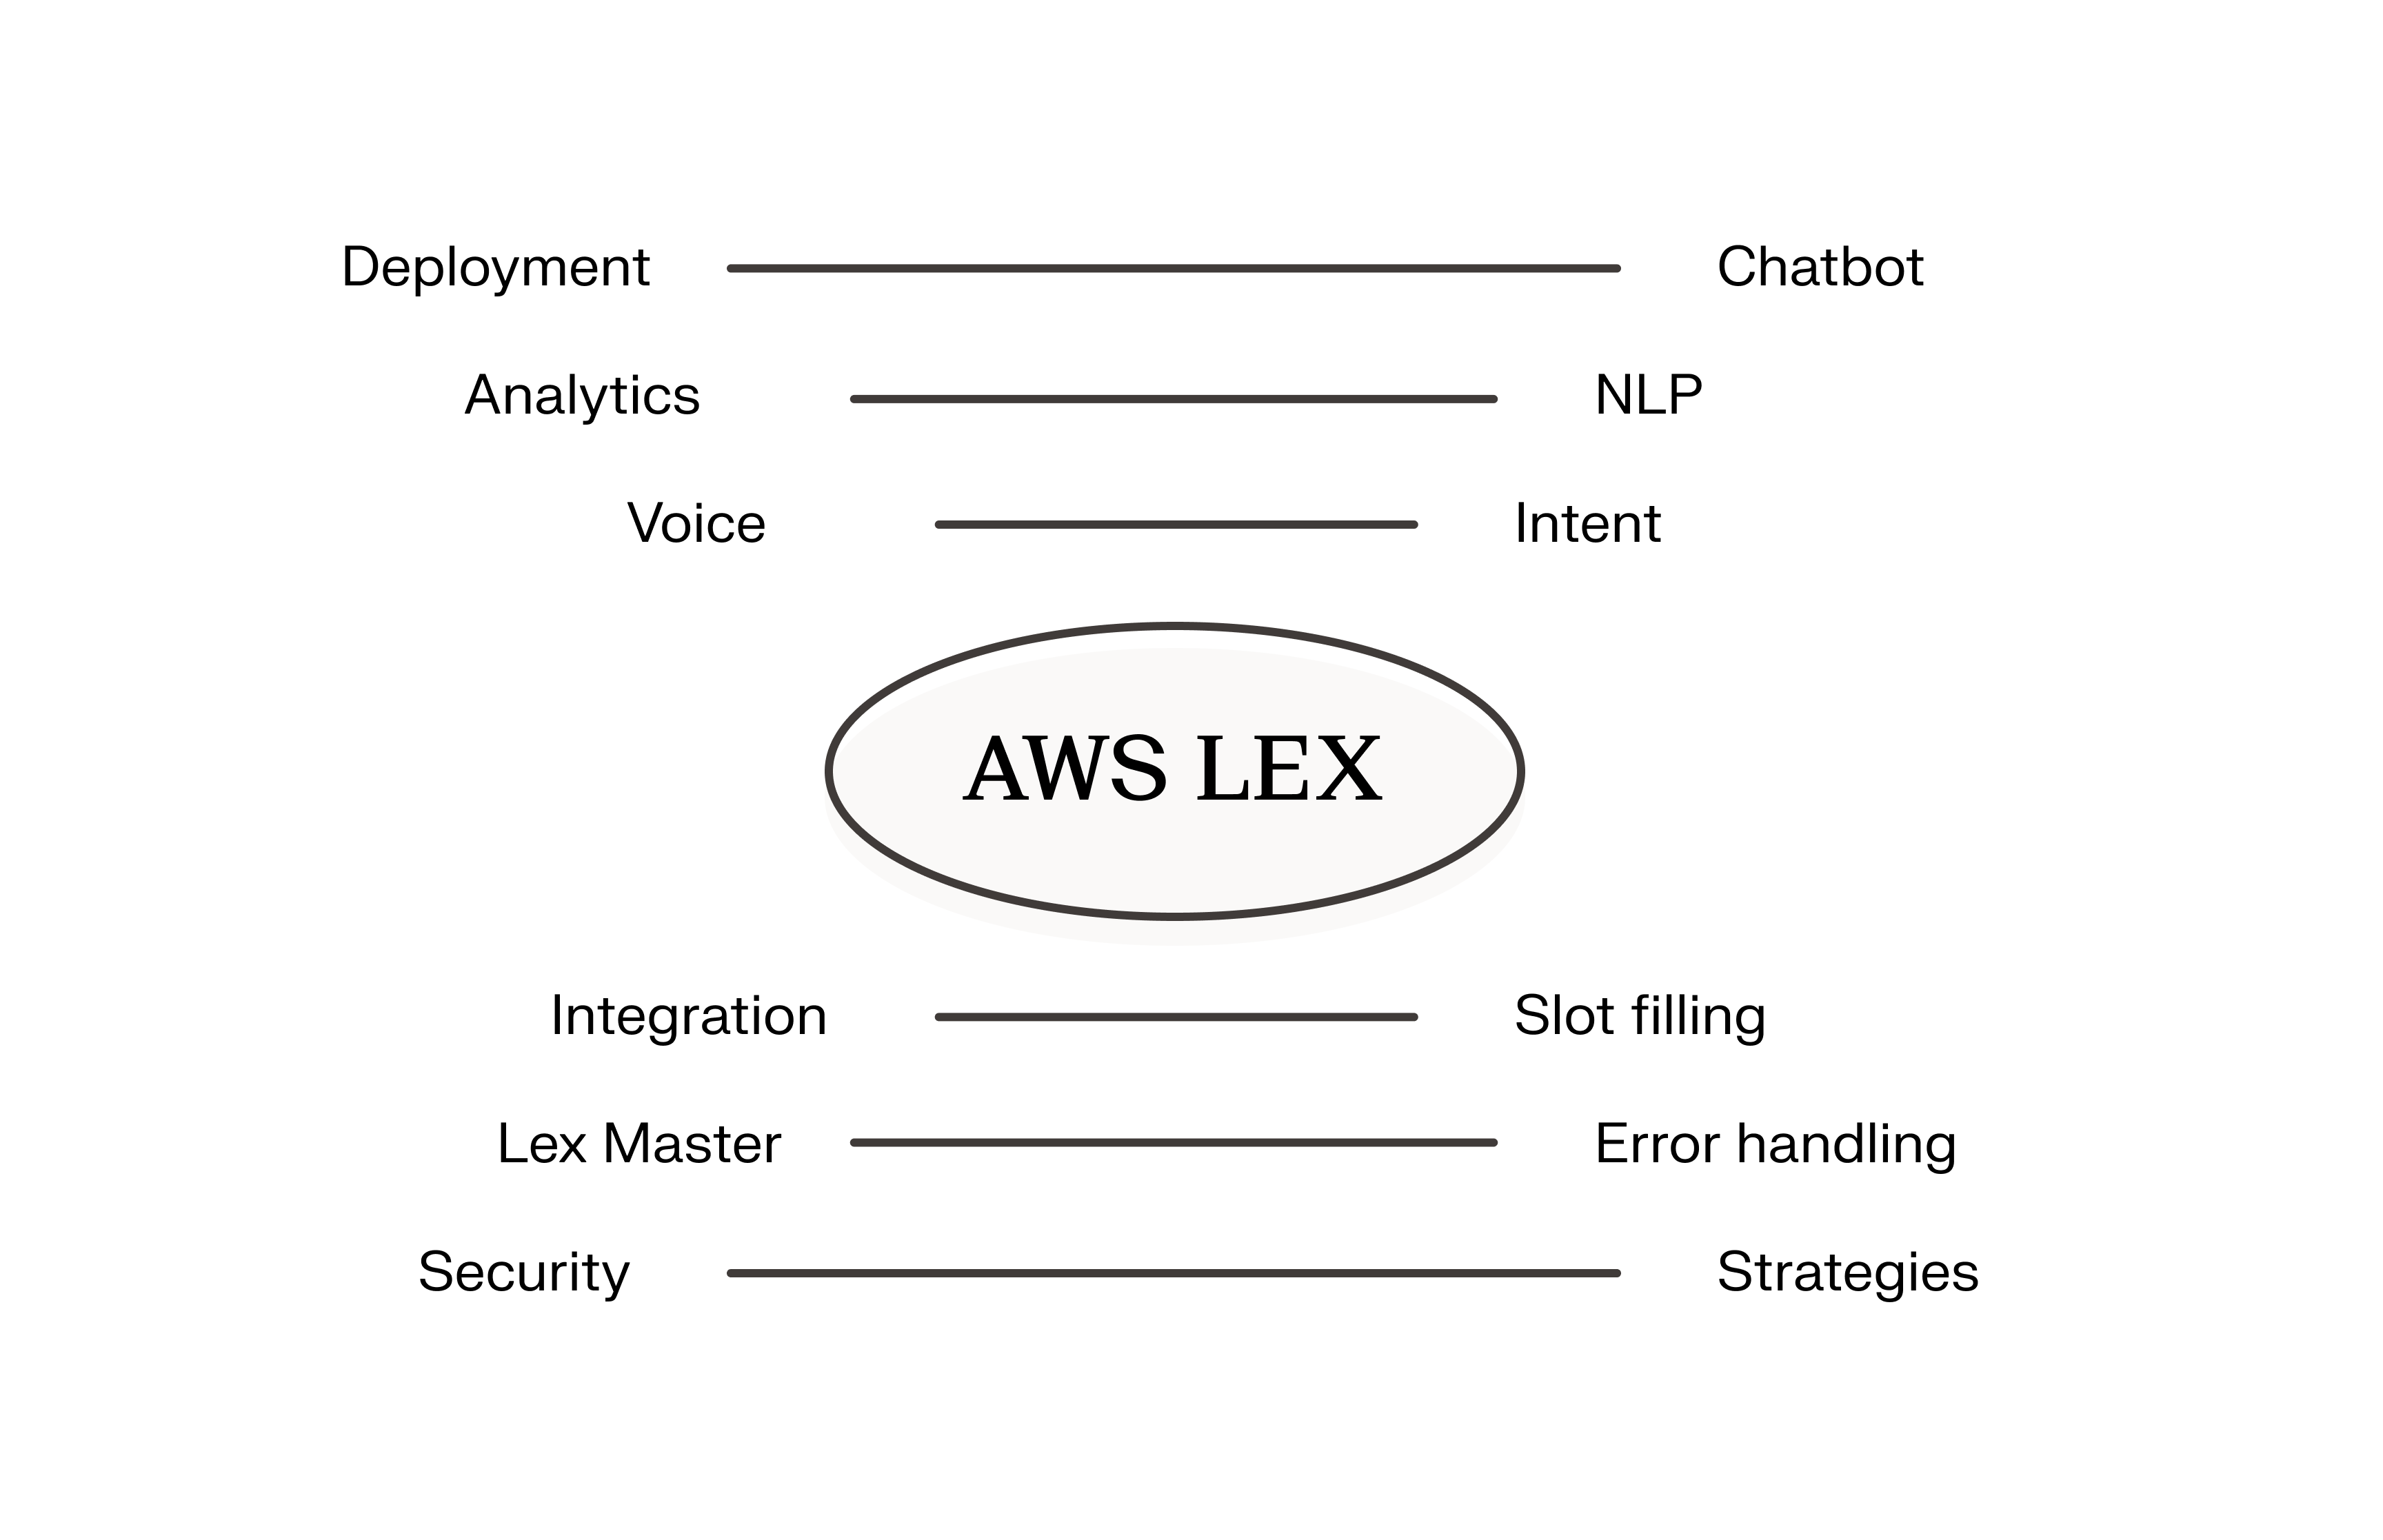 Deployment Chatbot
Analytics NLP
Voice Intent
AWS LEX
Integration Slot filling
Lex Master Error handling
Security Strategies